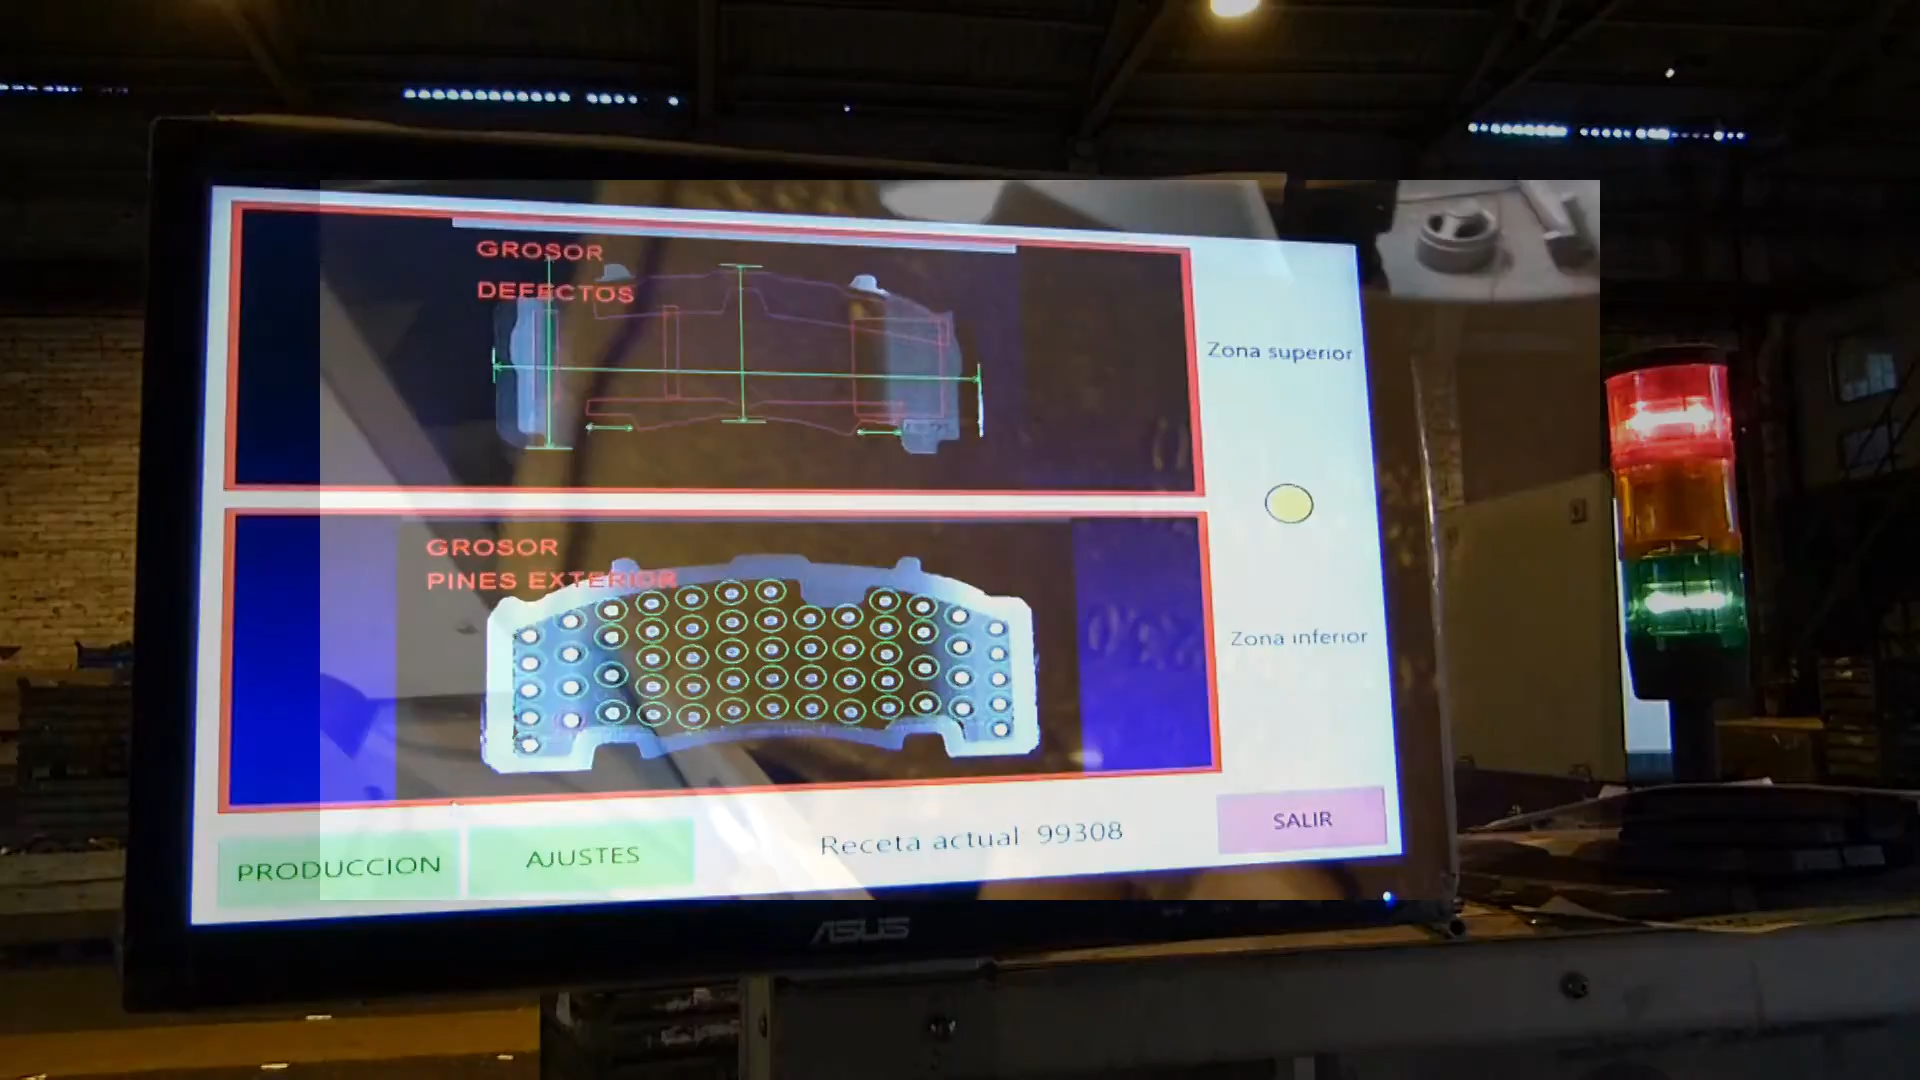 GROSOR
DEFECTOS
Zona superior
GROSOR
PINES EXTERIOR
Zona inferior
PRODUCCION
AJUSTES
Receta actual 99308
SALIR
ASUS